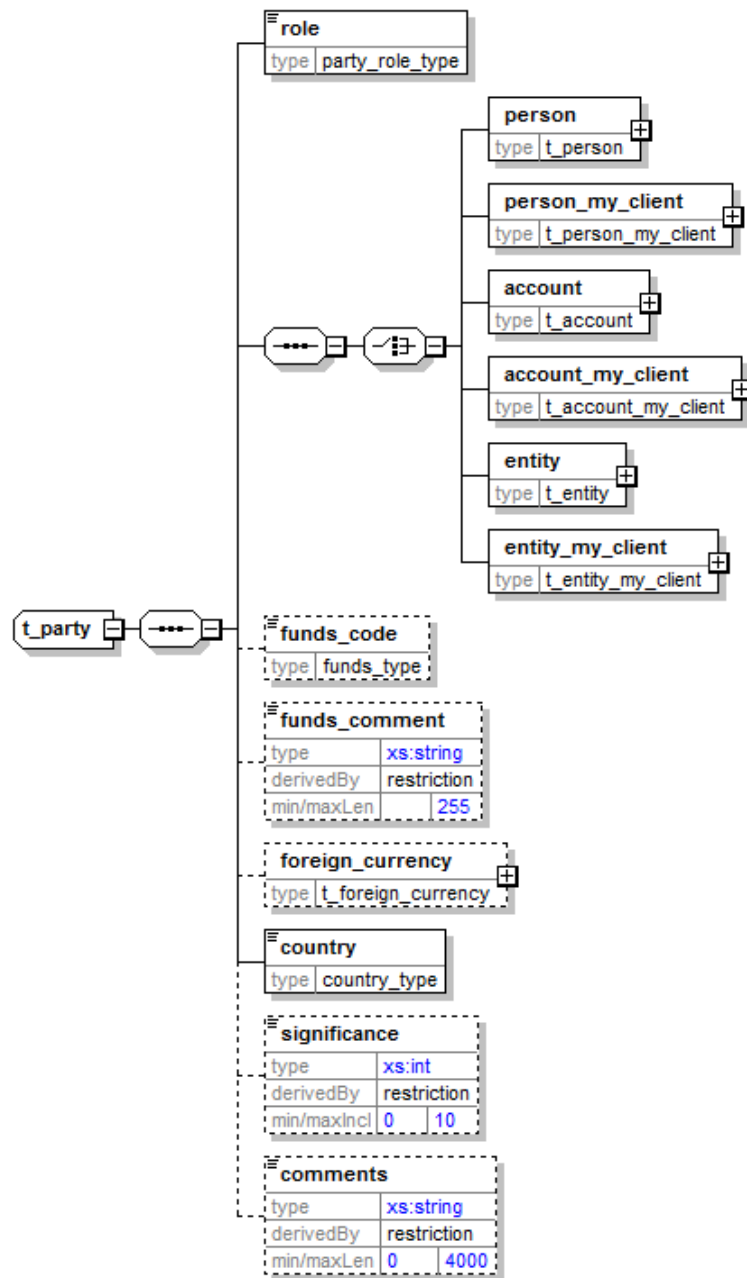 role
type party_role_type
person
type t_person
person_my_client
type t_person_my_client
account
type t_account
account_my_client
type t_account_my_client
entity
type t_entity
entity_my_client
type t_entity_my_client
t_party
funds_code
type funds_type
funds_comment
type xs:string
derivedBy restriction
min/maxLen 255
foreign_currency
type t_foreign_currency
country
type country_type
significance
type xs:int
derivedBy restriction
min/maxIncl 0 10
comments
type xs:string
derivedBy restriction
min/maxLen 0 4000